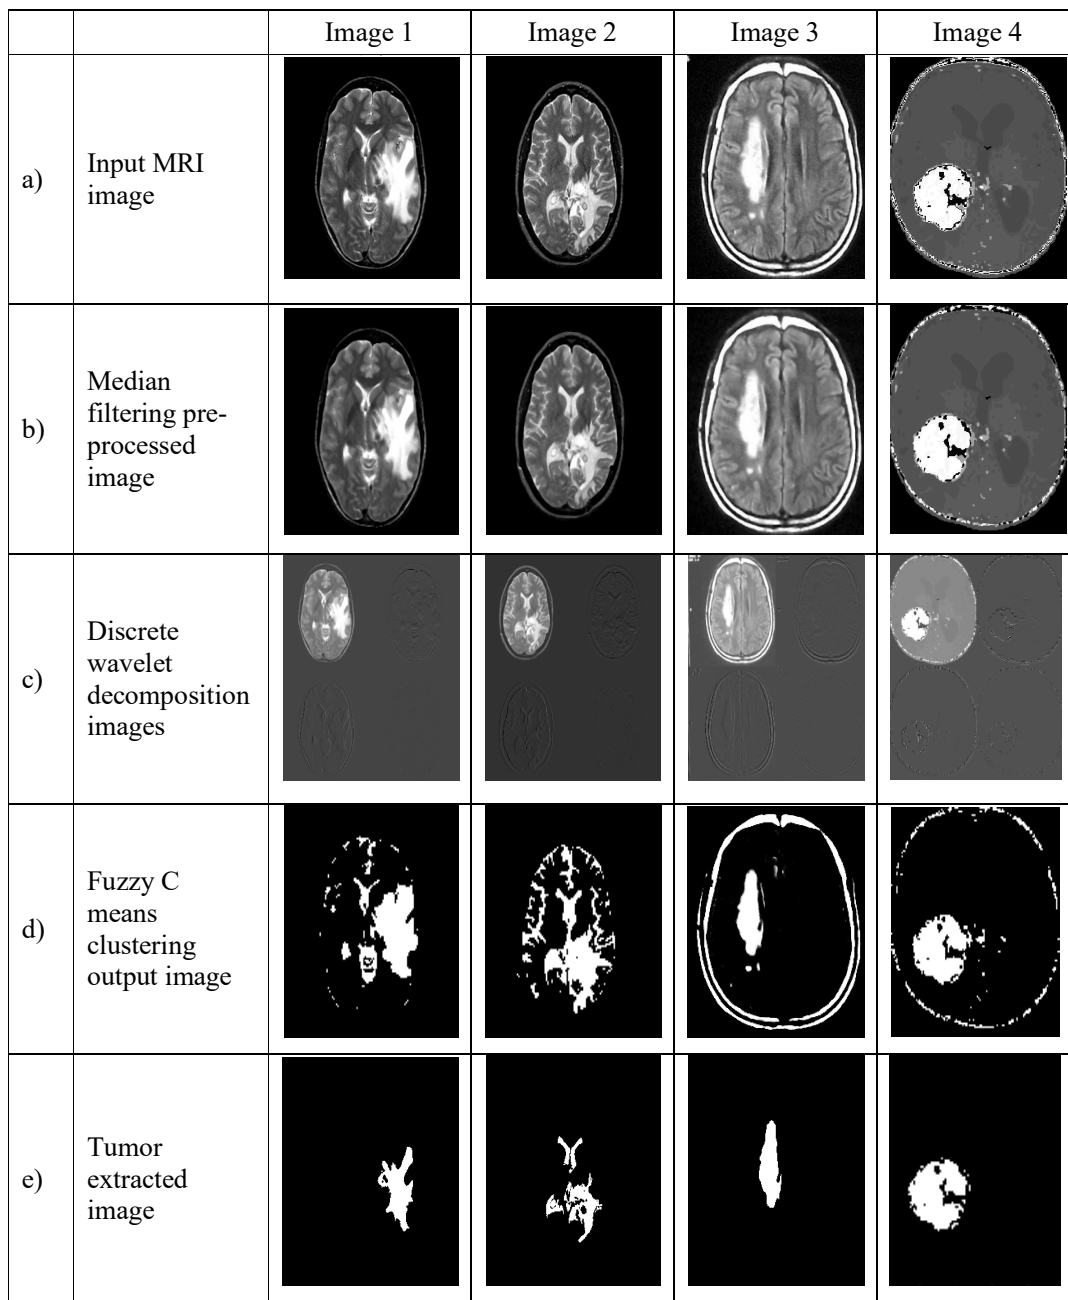 Image 1
Image 2
Image 3
Image 4
a)
Input MRI
image
b)
Median
filtering pre-
processed
image
c)
Discrete
wavelet
decomposition
images
d)
Fuzzy C
means
clustering
output image
e)
Tumor
extracted
image